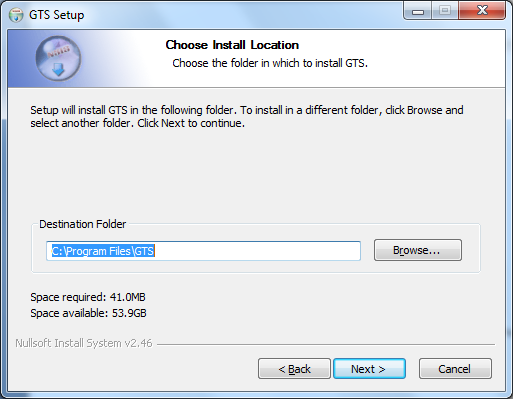 GTS Setup
Choose Install Location
Choose the folder in which to install GTS.
Setup will install GTS in the following folder. To install in a different folder, click Browse and
select another folder. Click Next to continue.
Destination Folder
C:\Program Files\GTS
Browse...
Space required: 41.0MB
Space available: 53.9GB
Nullsoft Install System v2.46
< Back
Next >
Cancel